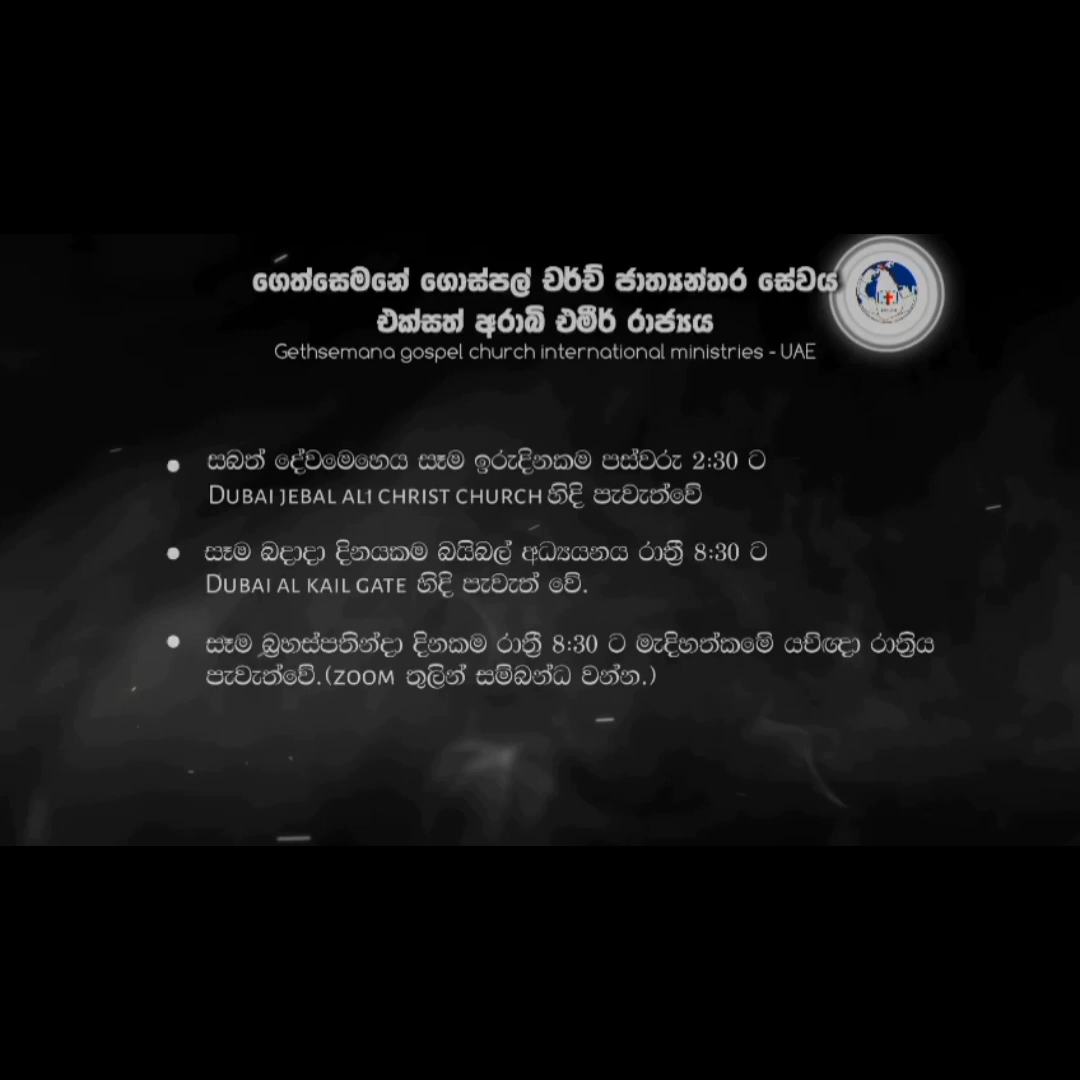 ගෙත්සෙමනේ ගොස්පල් චර්ච් ජාත්‍යන්තර සේවය
එක්සත් අරාබි එමීර් රාජ්‍යය
Gethsemana gospel church international ministries - UAE
• සබත් දේවමෙහෙය සෑම ඉරුදිනකම පස්වරු 2:30 ට
DUBAI JEBAL ALI CHRIST CHURCH හිදි පැවැත්වේ
• සෑම බදාදා දිනයකම බයිබල් අධ්‍යයනය රාත්‍රී 8:30 ට
DUBAI AL KAIL GATE හිදි පැවැත් වේ.
• සෑම බ්‍රහස්පතින්දා දිනකම රාත්‍රී 8:30 ට මැදිහත්කමේ යච්ඥා රාත්‍රිය
පැවැත්වේ.(ZOOM තුලින් සම්බන්ධ වන්න.)